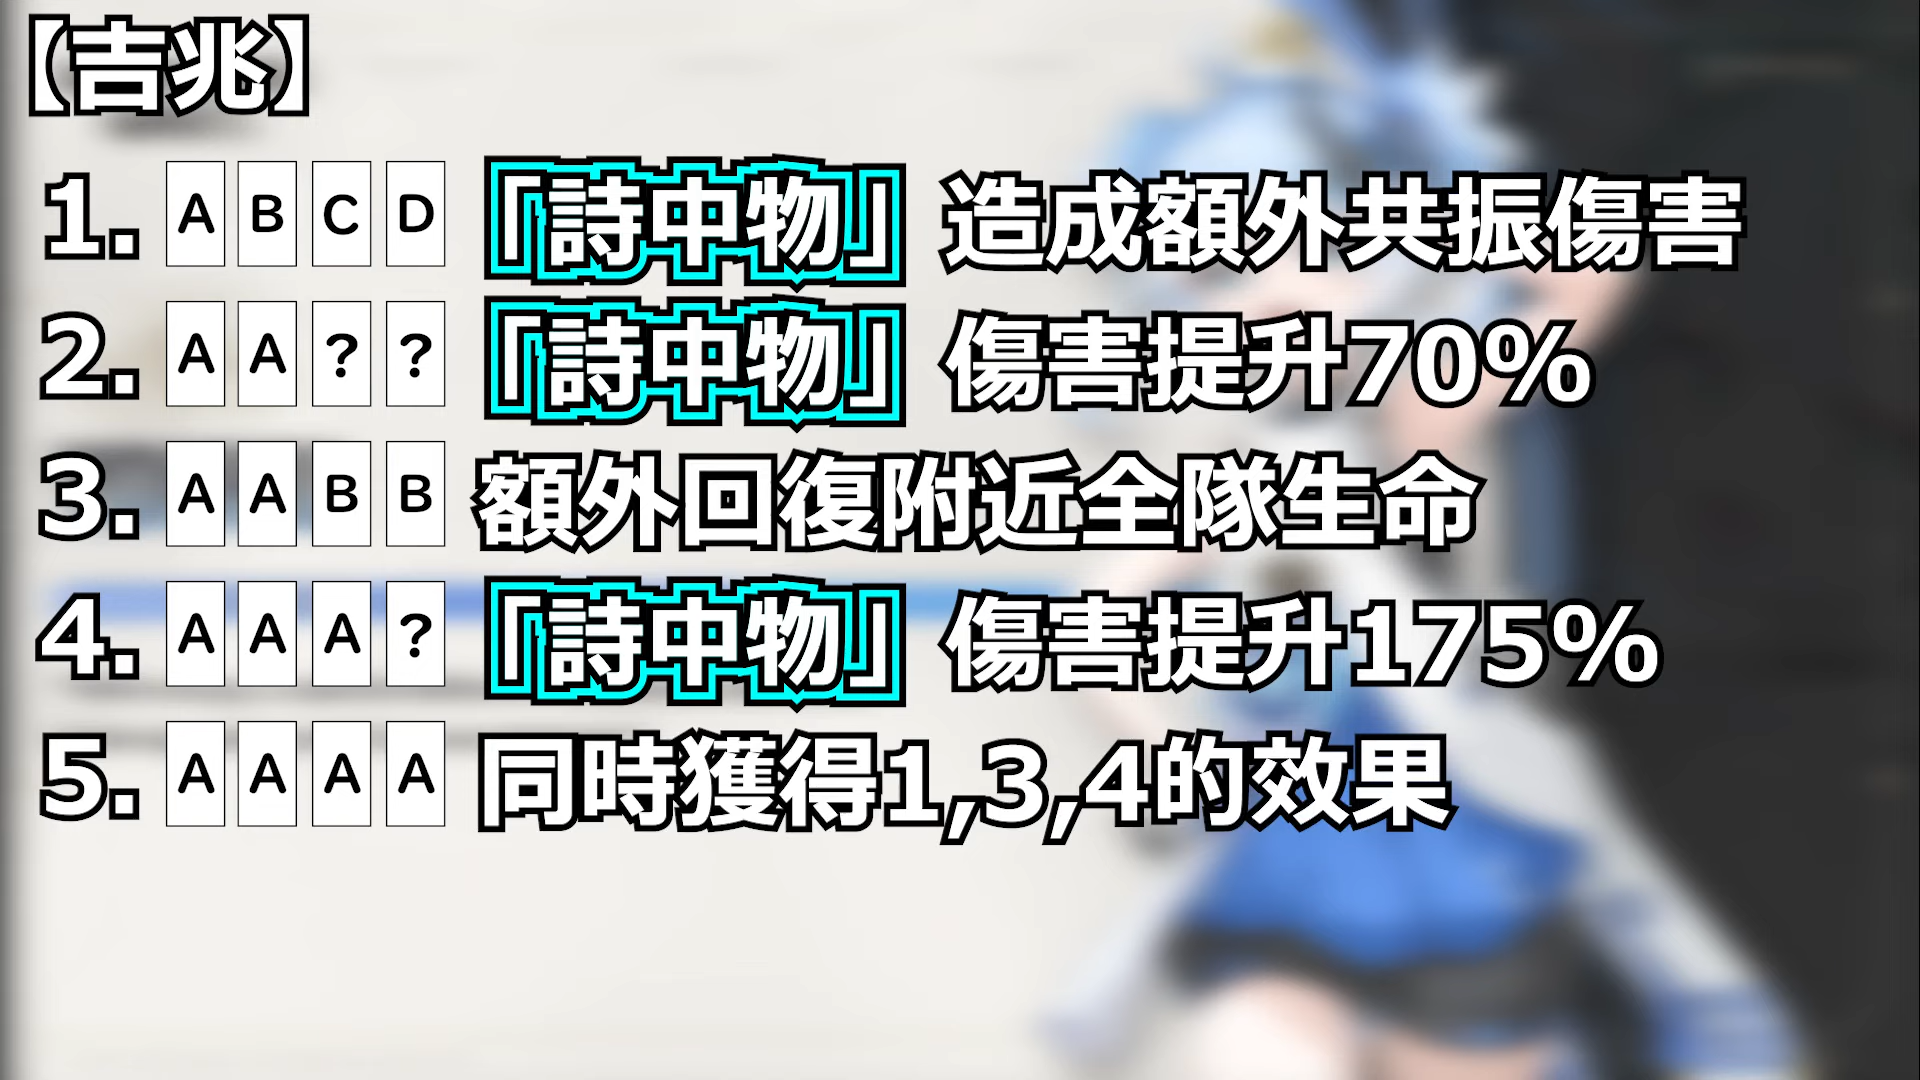 【吉兆】
1. A B C D 「詩中物」造成額外共振傷害
2. A A ? ? 「詩中物」傷害提升70%
3. A A B B 額外回復附近全隊生命
4. A A A ? 「詩中物」傷害提升175%
5. A A A A 同時獲得1,3,4的效果